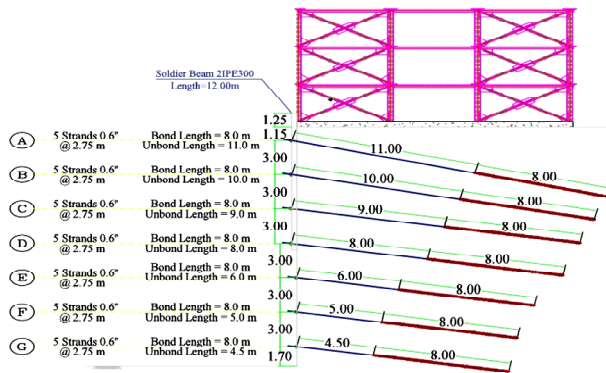 Soldier Beam 2IPE300
Length=12.00m
1.25
A 5 Strands 0.6" Bond Length = 8.0 m 1.15 11.00
@ 2.75 m Unbond Length = 11.0 m 8.00
3.00
B 5 Strands 0.6" Bond Length = 8.0 m 10.00
@ 2.75 m Unbond Length = 10.0 m 8.00
3.00
C 5 Strands 0.6" Bond Length = 8.0 m 9.00
@ 2.75 m Unbond Length = 9.0 m 8.00
3.00
D 5 Strands 0.6" Bond Length = 8.0 m 8.00
@ 2.75 m Unbond Length = 8.0 m 8.00
3.00
E 5 Strands 0.6" Bond Length = 8.0 m 6.00
@ 2.75 m Unbond Length = 6.0 m 8.00
3.00
F 5 Strands 0.6" Bond Length = 8.0 m 5.00
@ 2.75 m Unbond Length = 5.0 m 8.00
3.00
G 5 Strands 0.6" Bond Length = 8.0 m 4.50
@ 2.75 m Unbond Length = 4.5 m 8.00
1.70